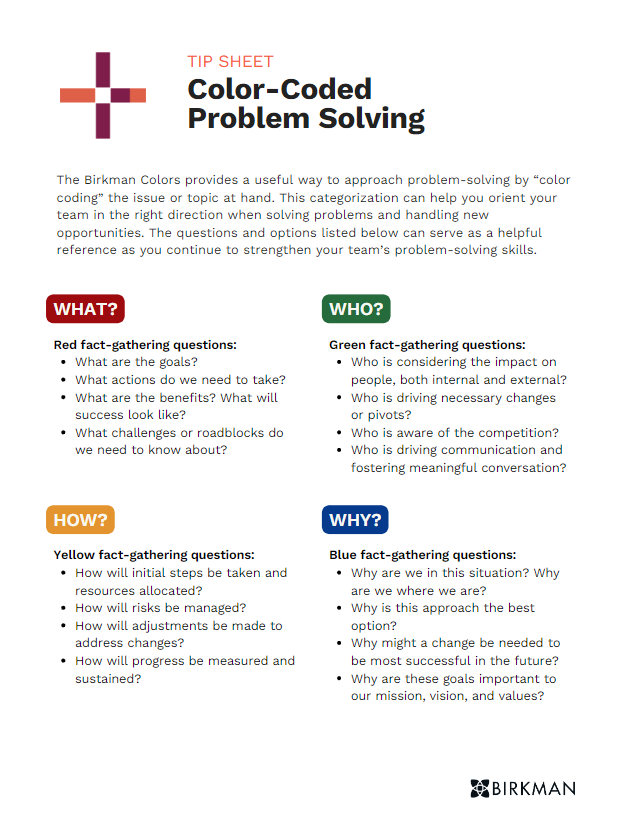 TIP SHEET
Color-Coded
Problem Solving
The Birkman Colors provides a useful way to approach problem-solving by “color
coding” the issue or topic at hand. This categorization can help you orient your
team in the right direction when solving problems and handling new
opportunities. The questions and options listed below can serve as a helpful
reference as you continue to strengthen your team’s problem-solving skills.
WHAT?
Red fact-gathering questions:
• What are the goals?
• What actions do we need to take?
• What are the benefits? What will
success look like?
• What challenges or roadblocks do
we need to know about?
WHO?
Green fact-gathering questions:
• Who is considering the impact on
people, both internal and external?
• Who is driving necessary changes
or pivots?
• Who is aware of the competition?
• Who is driving communication and
fostering meaningful conversation?
HOW?
Yellow fact-gathering questions:
• How will initial steps be taken and
resources allocated?
• How will risks be managed?
• How will adjustments be made to
address changes?
• How will progress be measured and
sustained?
WHY?
Blue fact-gathering questions:
• Why are we in this situation? Why
are we where we are?
• Why is this approach the best
option?
• Why might a change be needed to
be most successful in the future?
• Why are these goals important to
our mission, vision, and values?
BIRKMAN